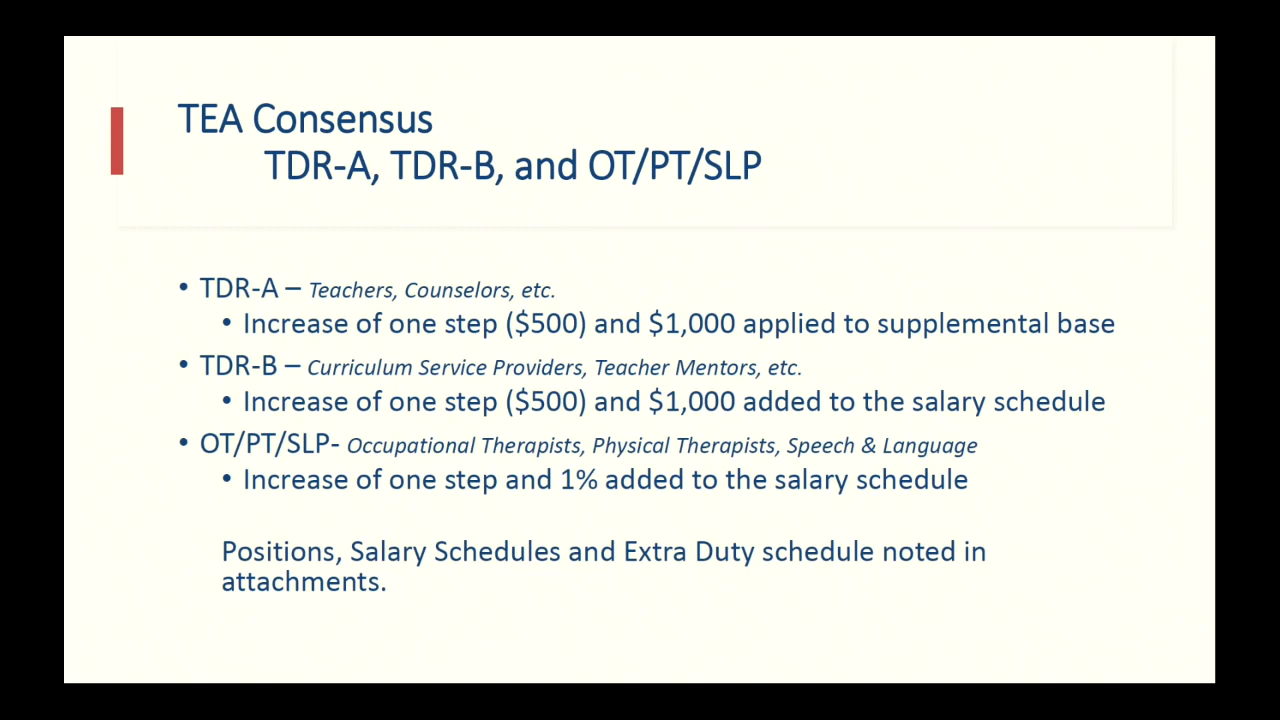 TEA Consensus
TDR-A, TDR-B, and OT/PT/SLP
• TDR-A – Teachers, Counselors, etc.
• Increase of one step ($500) and $1,000 applied to supplemental base
• TDR-B – Curriculum Service Providers, Teacher Mentors, etc.
• Increase of one step ($500) and $1,000 added to the salary schedule
• OT/PT/SLP- Occupational Therapists, Physical Therapists, Speech & Language
• Increase of one step and 1% added to the salary schedule
Positions, Salary Schedules and Extra Duty schedule noted in
attachments.